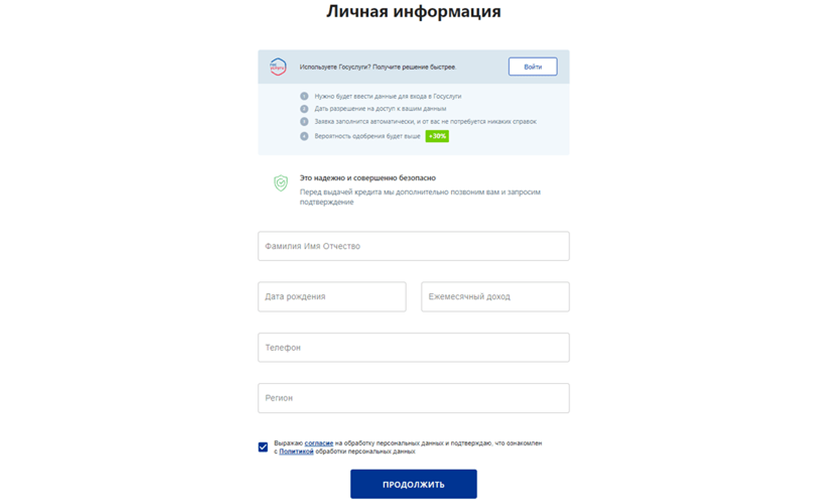 Личная информация
Используете Госуслуги? Получите решение быстрее.
Войти
1 Нужно будет ввести данные для входа в Госуслуги
2 Дать разрешение на доступ к вашим данным
3 Заявка заполнится автоматически, и от вас не потребуется никаких справок
4 Вероятность одобрения будет выше +30%
Это надежно и совершенно безопасно
Перед выдачей кредита мы дополнительно позвоним вам и запросим
подтверждение
Фамилия Имя Отчество
Дата рождения
Ежемесячный доход
Телефон
Регион
Выражаю согласие на обработку персональных данных и подтверждаю, что ознакомлен
с Политикой обработки персональных данных
ПРОДОЛЖИТЬ